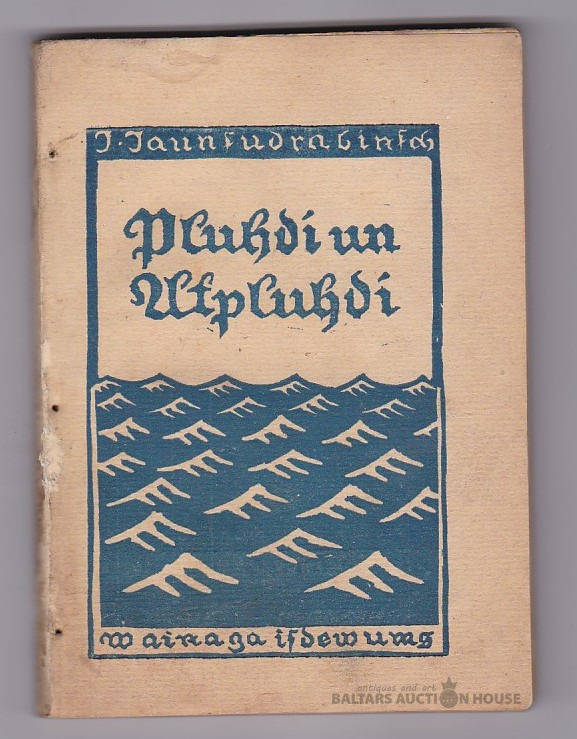 J. Jaunſudrabinſch
Pluhdi un
Atpluhdi
Wainaga iſdewums
antiques and art
BALTARS AUCTION HOUSE